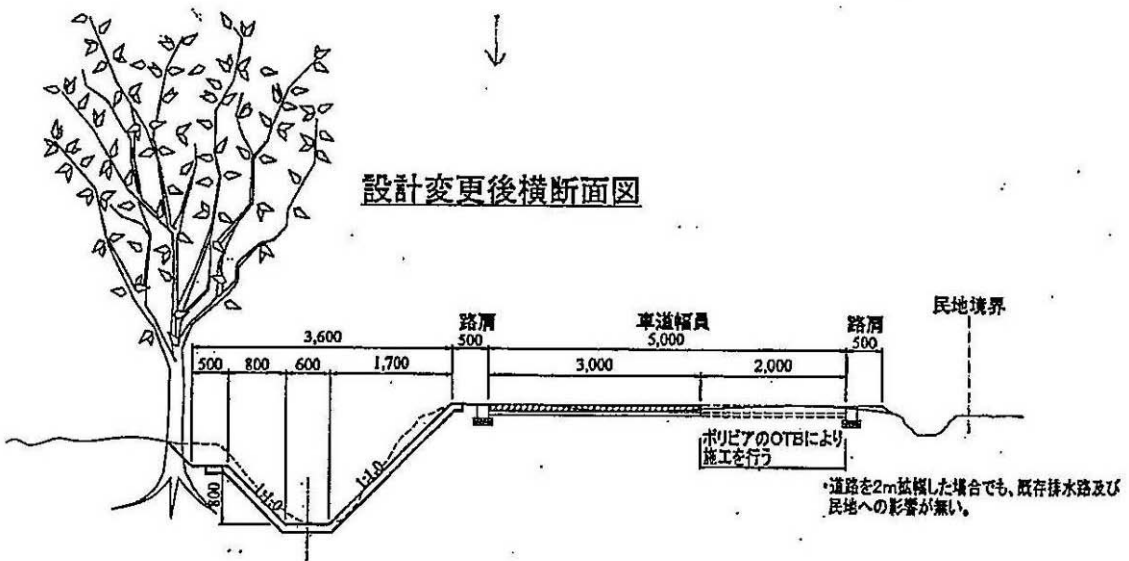 設計変更後横断面図
民地境界
路肩 車道幅員 路肩
3,600 500 5,000 500
500 800 600 1,700 3,000 2,000
ボリビアのOTBにより
施工を行う
1:1.0 1:1.0
800
・道路を2m拡幅した場合でも、既存排水路及び
民地への影響が無い。